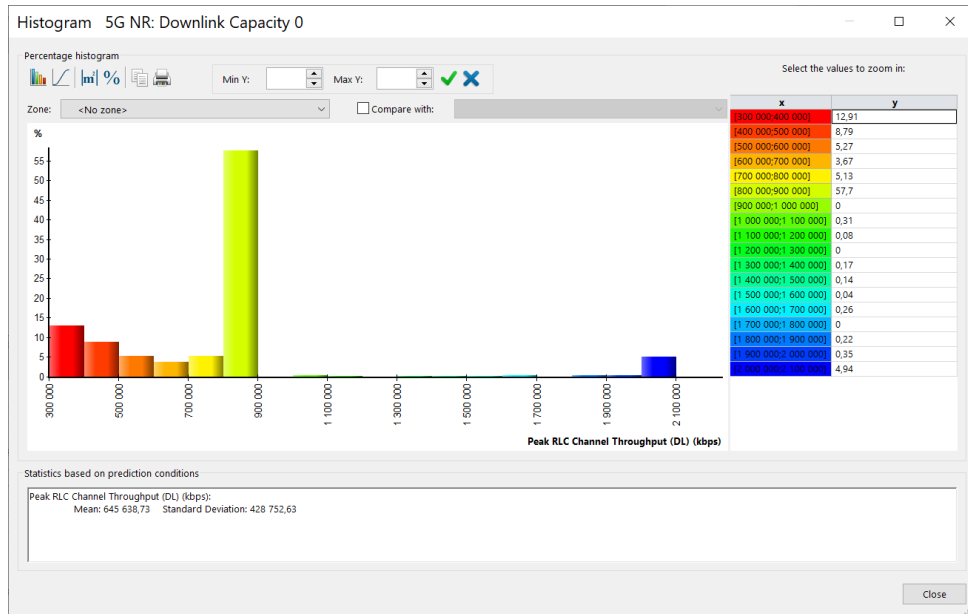 Histogram 5G NR: Downlink Capacity 0
Percentage histogram
Min Y:
Max Y:
Select the values to zoom in:
Zone:
<No zone>
Compare with:
%
55
50
45
40
35
30
25
20
15
10
5
0
300 000
500 000
700 000
900 000
1 100 000
1 300 000
1 500 000
1 700 000
1 900 000
2 100 000
Peak RLC Channel Throughput (DL) (kbps)
x y
[300 000;400 000] 12,91
[400 000;500 000] 8,79
[500 000;600 000] 5,27
[600 000;700 000] 3,67
[700 000;800 000] 5,13
[800 000;900 000] 57,7
[900 000;1 000 000] 0
[1 000 000;1 100 000] 0,31
[1 100 000;1 200 000] 0,08
[1 200 000;1 300 000] 0
[1 300 000;1 400 000] 0,17
[1 400 000;1 500 000] 0,14
[1 500 000;1 600 000] 0,04
[1 600 000;1 700 000] 0,26
[1 700 000;1 800 000] 0
[1 800 000;1 900 000] 0,22
[1 900 000;2 000 000] 0,35
[2 000 000;2 100 000] 4,94
Statistics based on prediction conditions
Peak RLC Channel Throughput (DL) (kbps):
Mean: 645 638,73 Standard Deviation: 428 752,63
Close